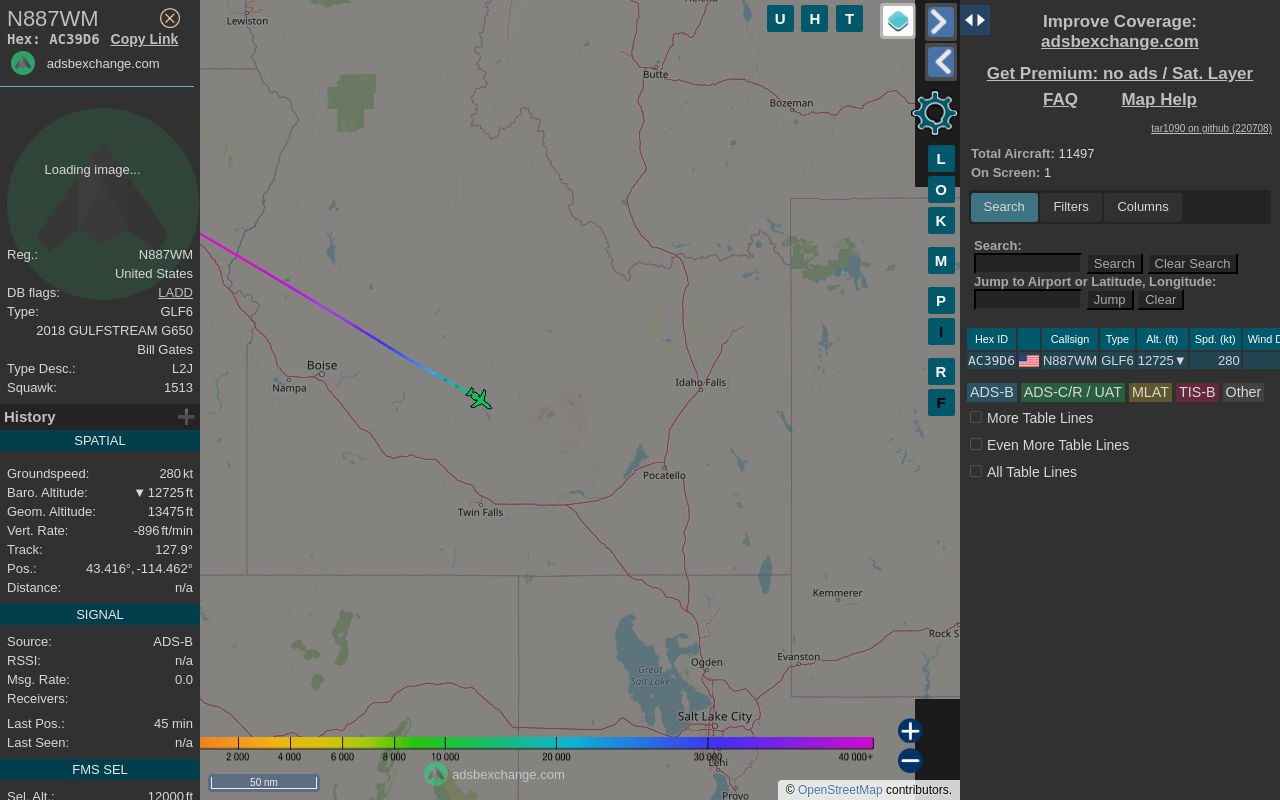 N887WM
Hex: AC39D6 Copy Link
adsbexchange.com
Loading image...
Reg.: N887WM
United States
DB flags: LADD
Type: GLF6
2018 GULFSTREAM G650
Bill Gates
Type Desc.: L2J
Squawk: 1513
History
SPATIAL
Groundspeed: 280 kt
Baro. Altitude: ▼ 12725 ft
Geom. Altitude: 13475 ft
Vert. Rate: -896 ft/min
Track: 127.9°
Pos.: 43.416°, -114.462°
Distance: n/a
SIGNAL
Source: ADS-B
RSSI: n/a
Msg. Rate: 0.0
Receivers:
Last Pos.: 45 min
Last Seen: n/a
FMS SEL
Sel. Alt.: 12000 ft
Lewiston
Helena
Butte
Bozeman
Boise
Nampa
Idaho Falls
Pocatello
Twin Falls
Kemmerer
Rock S
Evanston
Ogden
Great
Salt Lake
Salt Lake City
Lehi
Provo
2 000 4 000 6 000 8 000 10 000 20 000 30 000 40 000+
50 nm
adsbexchange.com
© OpenStreetMap contributors.
U H T
L
O
K
M
P
I
R
F
Improve Coverage:
adsbexchange.com
Get Premium: no ads / Sat. Layer
FAQ Map Help
tar1090 on github (220708)
Total Aircraft: 11497
On Screen: 1
Search Filters Columns
Search:
Search Clear Search
Jump to Airport or Latitude, Longitude:
Jump Clear
Hex ID Callsign Type Alt. (ft) Spd. (kt) Wind D
AC39D6 N887WM GLF6 12725▼ 280
ADS-B ADS-C/R / UAT MLAT TIS-B Other
More Table Lines
Even More Table Lines
All Table Lines